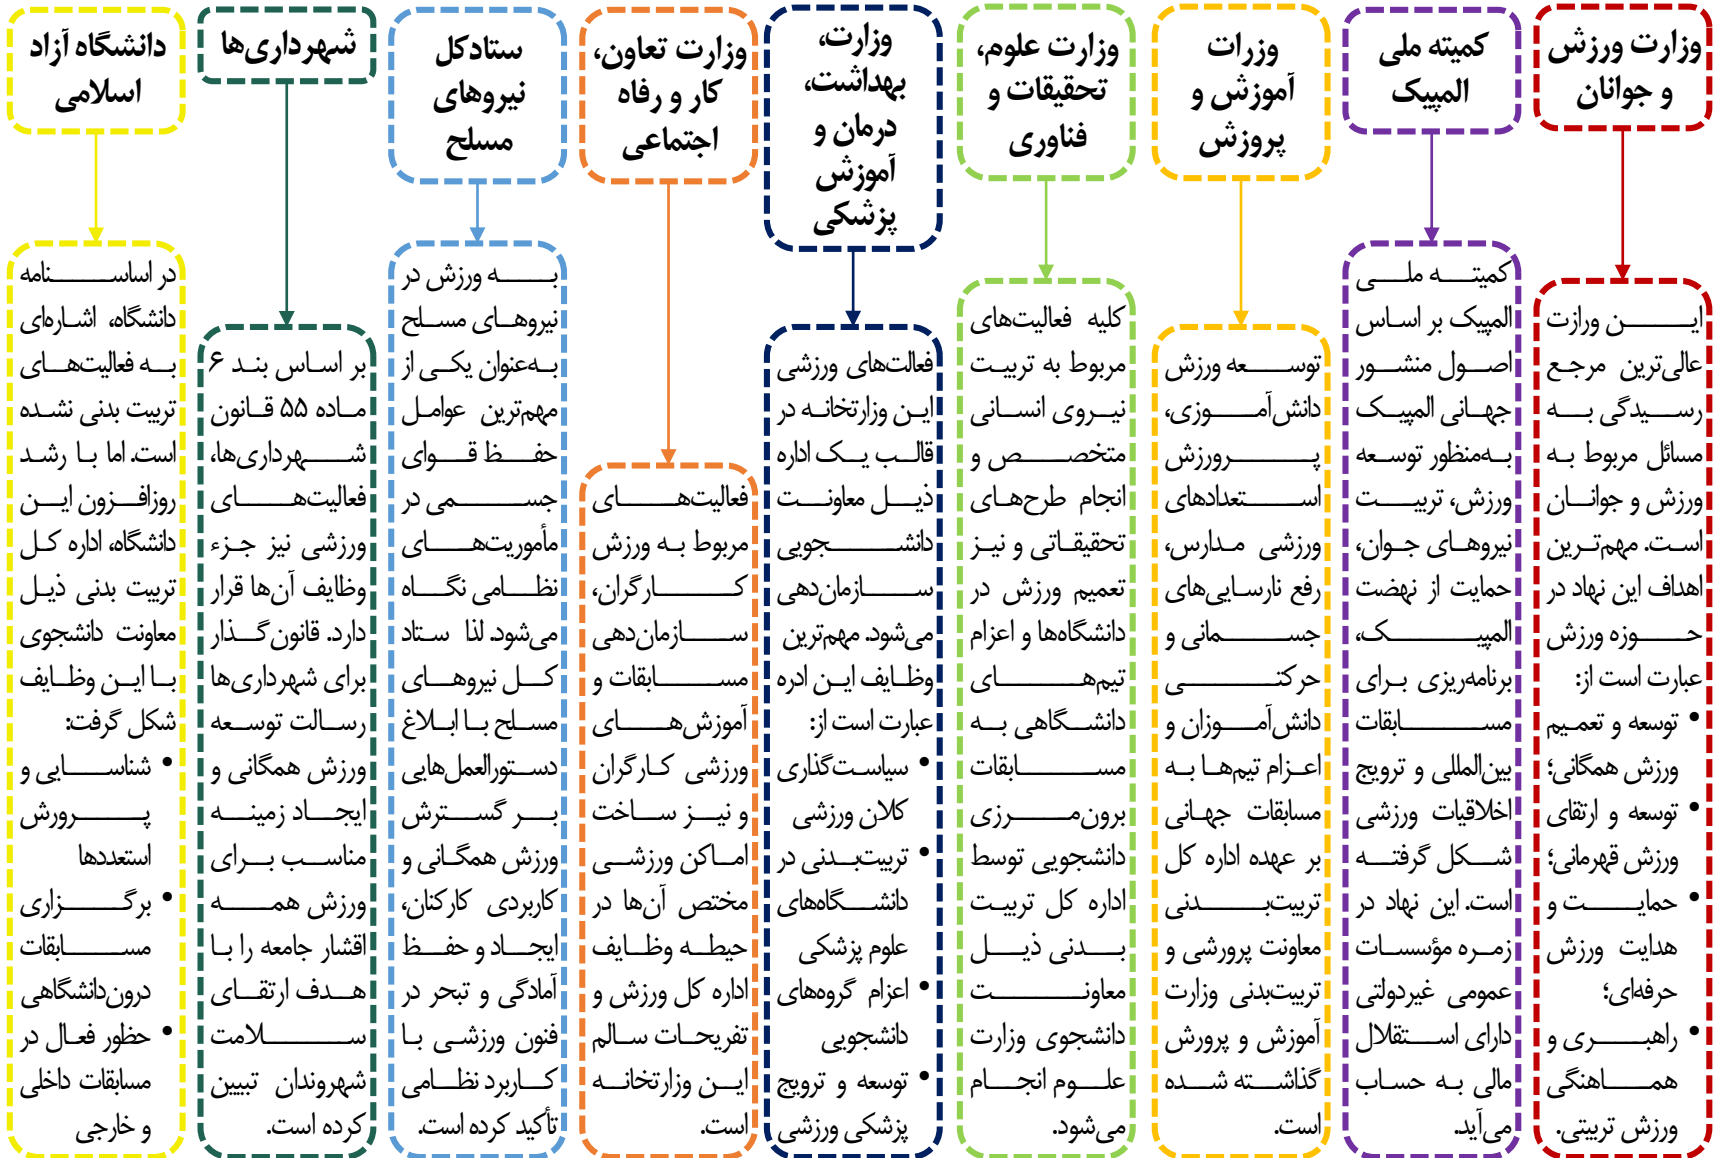 وزارت ورزش
و جوانان
ایـــــن ورازت
عالی‌ترین مرجع
رسـیدگی بـه
مسائل مربوط به
ورزش و جوانان
است. مهم‌ترین
اهداف این نهاد در
حـوزه ورزش
عبارت است از:
• توسعه و تعمیم
ورزش همگانی؛
• توسعه و ارتقای
ورزش قهرمانی؛
• حمایت و
هدایت ورزش
حرفه‌ای؛
• راهبری و
هماهنگی
ورزش تربیتی.
کمیته ملی
المپیک
کمیته ملی
المپیک بر اساس
اصول منشور
جهانی المپیک
به‌منظور توسعه
ورزش، تربیت
نیروهای جوان،
حمایت از نهضت
المپیک،
برنامه‌ریزی برای
مسابقات
بین‌المللی و ترویج
اخلاقیات ورزشی
شکل گرفته
است. این نهاد در
زمره مؤسسات
عمومی غیردولتی
دارای استقلال
مالی به حساب
می‌آید.
وزرات
آموزش و
پروزش
توسعه ورزش
دانش‌آموزی،
پرورزش
استعدادهای
ورزشی مدارس،
رفع نارسایی‌های
جسمانی و
حرکتی
دانش‌آموزان و
اعزام تیم‌ها به
مسابقات جهانی
بر عهده اداره کل
تربیت‌بدنی
معاونت پرورشی و
تربیت‌بدنی وزارت
آموزش و پرورش
گذاشته شده
است.
وزارت علوم،
تحقیقات و
فناوری
کلیه فعالیت‌های
مربوط به تربیت
نیروی انسانی
متخصص و
انجام طرح‌های
تحقیقاتی و نیز
تعمیم ورزش در
دانشگاه‌ها و اعزام
تیم‌های
دانشگاهی به
مسابقات
برون‌مرزی
دانشجویی توسط
اداره کل تربیت
بدنی ذیل
معاونت
دانشجوی وزارت
علوم انجام
می‌شود.
وزارت،
بهداشت،
درمان و
آموزش
پزشکی
فعالت‌های ورزشی
این وزارتخانه در
قالب یک اداره
ذیل معاونت
دانشجویی
سازمان‌دهی
می‌شود. مهم‌ترین
وظایف این ادره
عبارت است از:
• سیاست‌گذاری
کلان ورزشی
• تربیت‌بدنی در
دانشگاه‌های
علوم پزشکی
• اعزام گروه‌های
دانشجویی
• توسعه و ترویج
پزشکی ورزشی
وزارت تعاون،
کار و رفاه
اجتماعی
فعالیت‌های
مربوط به ورزش
کارگران،
سازمان‌دهی
مسابقات و
آموزش‌های
ورزشی کارگران
و نیز ساخت
اماکن ورزشی
مختص آن‌ها در
حیطه وظایف
اداره کل ورزش و
تفریحات سالم
این وزارتخانه
است.
ستادکل
نیروهای
مسلح
به ورزش در
نیروهای مسلح
به‌عنوان یکی از
مهم‌ترین عوامل
حفظ قوای
جسمی در
مأموریت‌های
نظامی نگاه
می‌شود. لذا ستاد
کل نیروهای
مسلح با ابلاغ
دستورالعمل‌هایی
بر گسترش
ورزش همگانی و
کاربردی کارکنان،
ایجاد و حفظ
آمادگی و تبحر در
فنون ورزشی با
کاربرد نظامی
تأکید کرده است.
شهرداری‌ها
بر اساس بند ۶
ماده ۵۵ قانون
شهرداری‌ها،
فعالیت‌های
ورزشی نیز جزء
وظایف آن‌ها قرار
دارد. قانون‌گذار
برای شهرداری‌ها
رسالت توسعه
ورزش همگانی و
ایجاد زمینه
مناسب برای
ورزش همه
اقشار جامعه را با
هدف ارتقای
سلامت
شهروندان تبیین
کرده است.
دانشگاه آزاد
اسلامی
در اساسنامه
دانشگاه، اشاره‌ای
به فعالیت‌های
تربیت بدنی نشده
است. اما با رشد
روزافزون این
دانشگاه، اداره کل
تربیت بدنی ذیل
معاونت دانشجوی
با این وظایف
شکل گرفت:
• شناسایی و
پرورش
استعددها
• برگزاری
مسابقات
درون‌دانشگاهی
• حظور فعال در
مسابقات داخلی
و خارجی